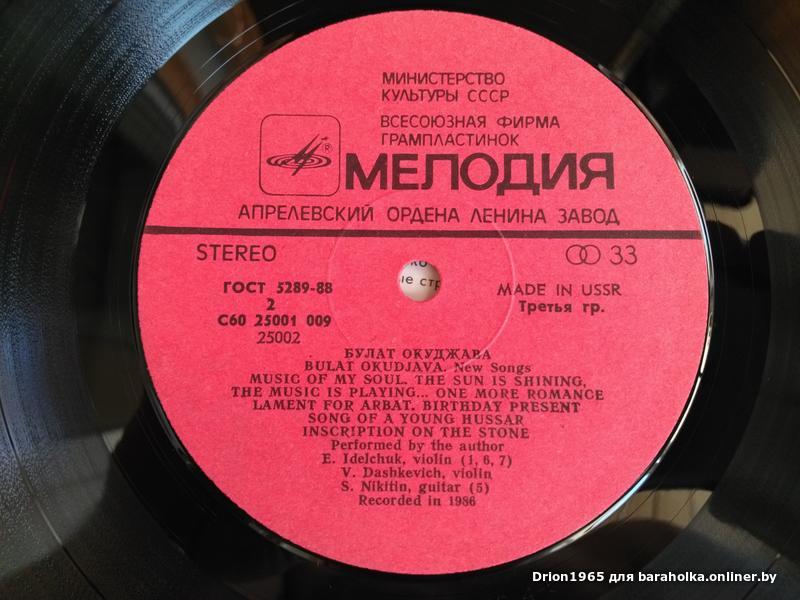 МИНИСТЕРСТВО
КУЛЬТУРЫ СССР
ВСЕСОЮЗНАЯ ФИРМА
ГРАМПЛАСТИНОК
® МЕЛОДИЯ
АПРЕЛЕВСКИЙ ОРДЕНА ЛЕНИНА ЗАВОД
STEREO 33
ГОСТ 5289-88
2
С60 25001 009
25002
MADE IN USSR
Третья гр.
БУЛАТ ОКУДЖАВА
BULAT OKUDJAVA. New Songs
MUSIC OF MY SOUL. THE SUN IS SHINING,
THE MUSIC IS PLAYING... ONE MORE ROMANCE
LAMENT FOR ARBAT. BIRTHDAY PRESENT
SONG OF A YOUNG HUSSAR
INSCRIPTION ON THE STONE
Performed by the author
E. Idelchuk, violin (1, 6, 7)
V. Dashkevich, violin
S. Nikitin, guitar (5)
Recorded in 1986
Drion1965 для baraholka.onliner.by